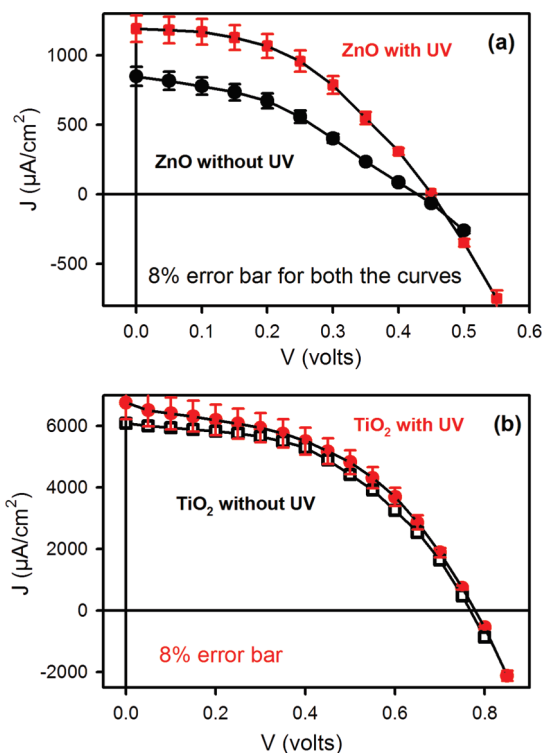 (a)
ZnO with UV
ZnO without UV
8% error bar for both the curves
J (μA/cm²)
1000
500
0
-500
0.0 0.1 0.2 0.3 0.4 0.5 0.6
V (volts)
(b)
TiO₂ with UV
TiO₂ without UV
8% error bar
J (μA/cm²)
6000
4000
2000
0
-2000
0.0 0.2 0.4 0.6 0.8
V (volts)